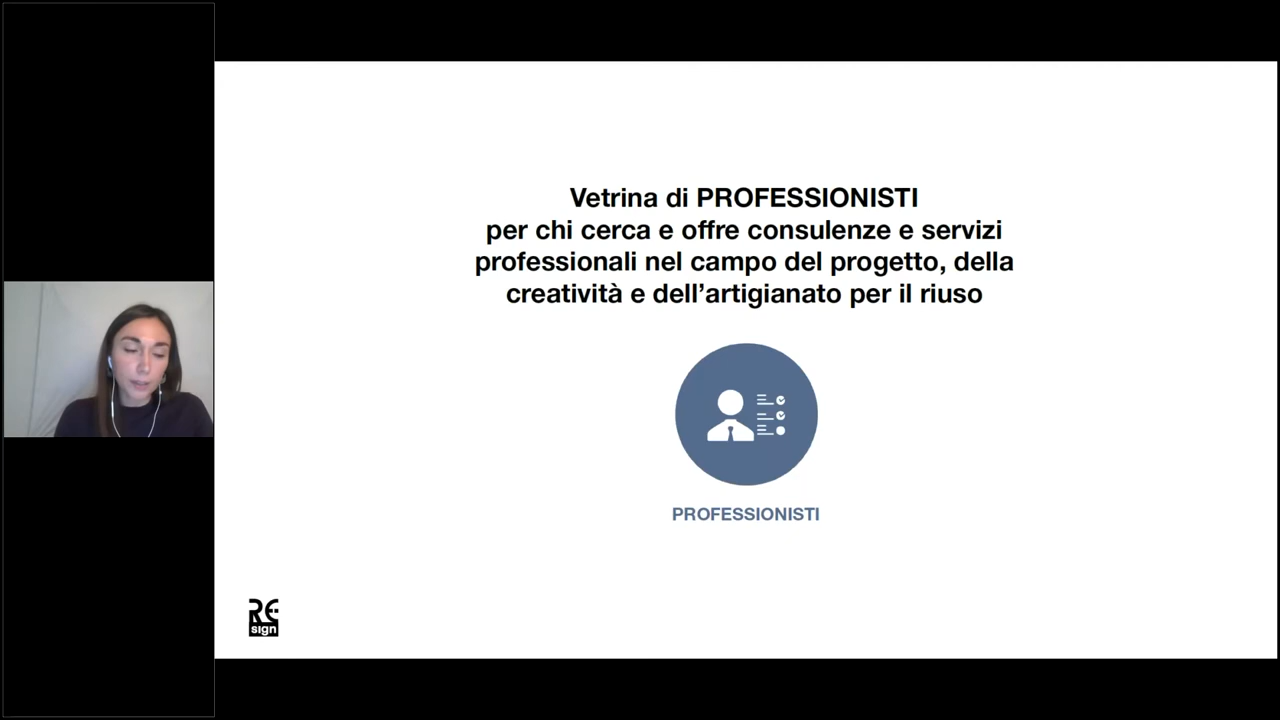 Vetrina di PROFESSIONISTI
per chi cerca e offre consulenze e servizi
professionali nel campo del progetto, della
creatività e dell’artigianato per il riuso
PROFESSIONISTI
RE
sign